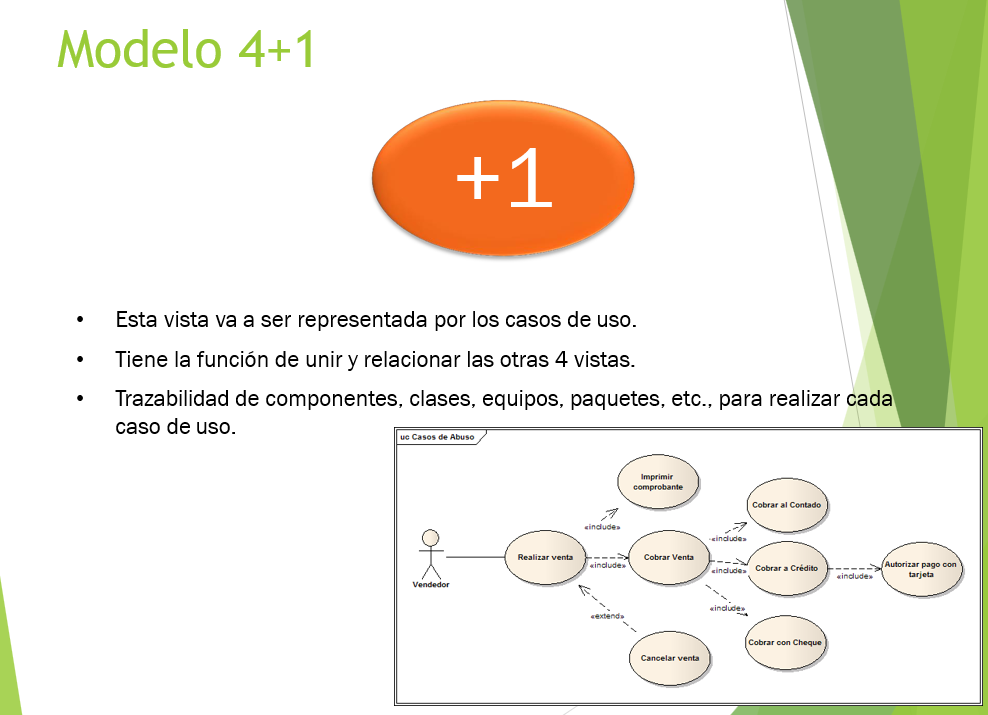 Modelo 4+1
+1
• Esta vista va a ser representada por los casos de uso.
• Tiene la función de unir y relacionar las otras 4 vistas.
• Trazabilidad de componentes, clases, equipos, paquetes, etc., para realizar cada
caso de uso.
uc Casos de Abuso
Imprimir
comprobante
Cobrar al Contado
«include»
«include»
Realizar venta
Cobrar Venta
«include»
«include»
Cobrar a Crédito
«include»
Autorizar pago con
tarjeta
Vendedor
«extend»
«include»
Cobrar con Cheque
Cancelar venta